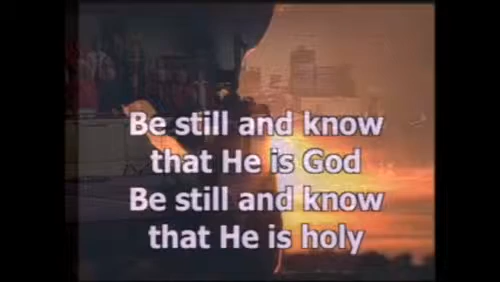 Be still and know
that He is God
Be still and know
that He is holy